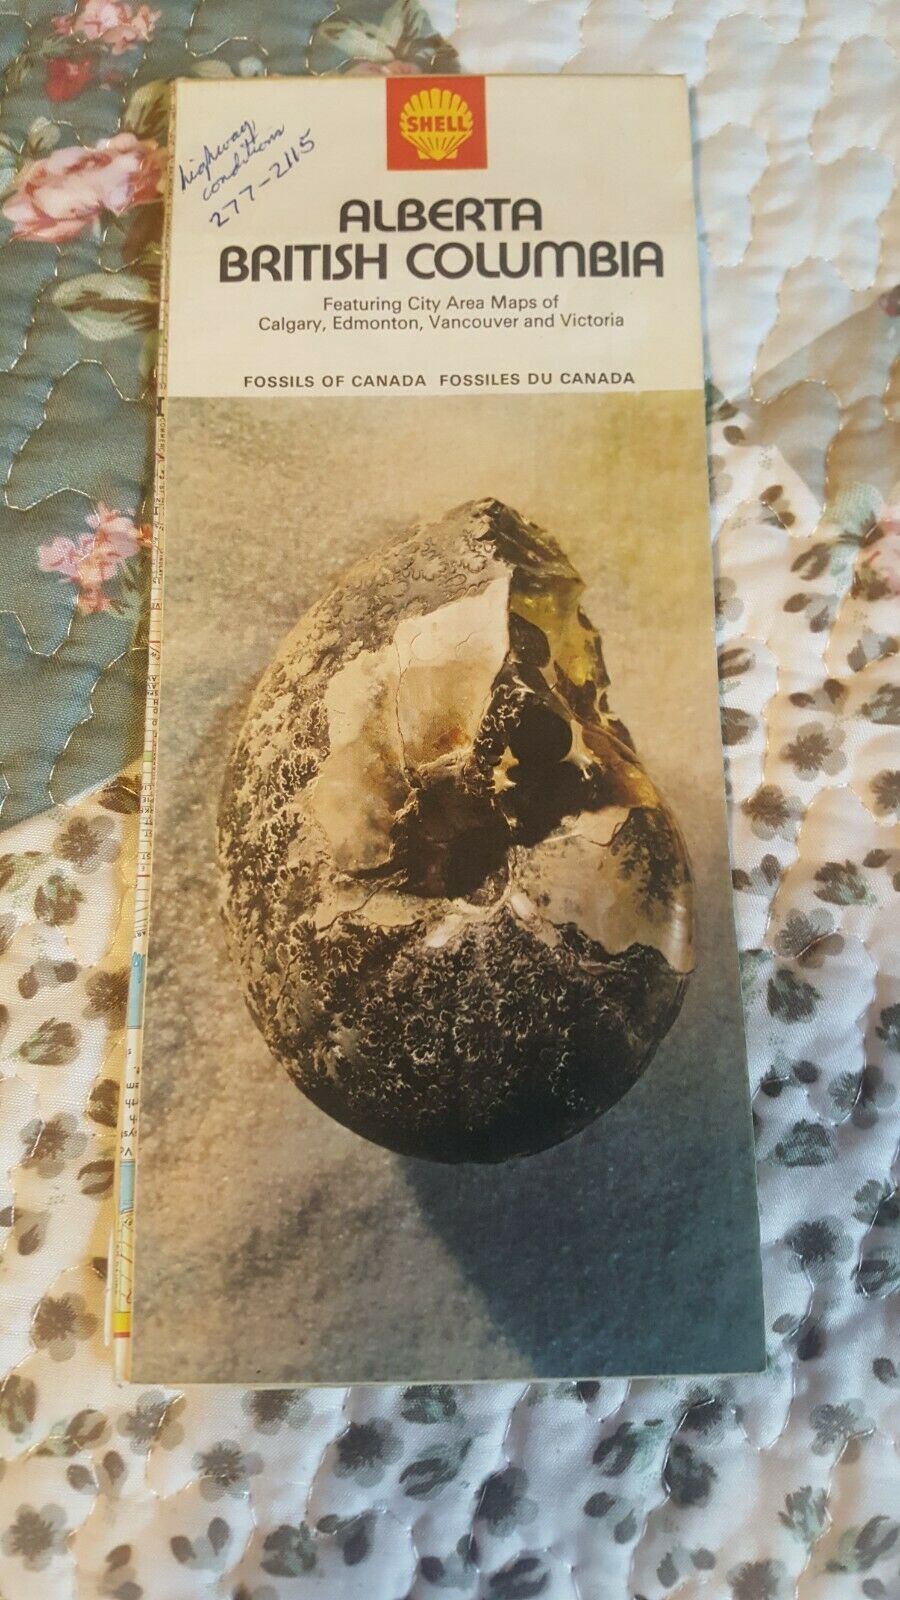 SHELL
highway
conditions
277-2115
ALBERTA
BRITISH COLUMBIA
Featuring City Area Maps of
Calgary, Edmonton, Vancouver and Victoria
FOSSILS OF CANADA FOSSILES DU CANADA